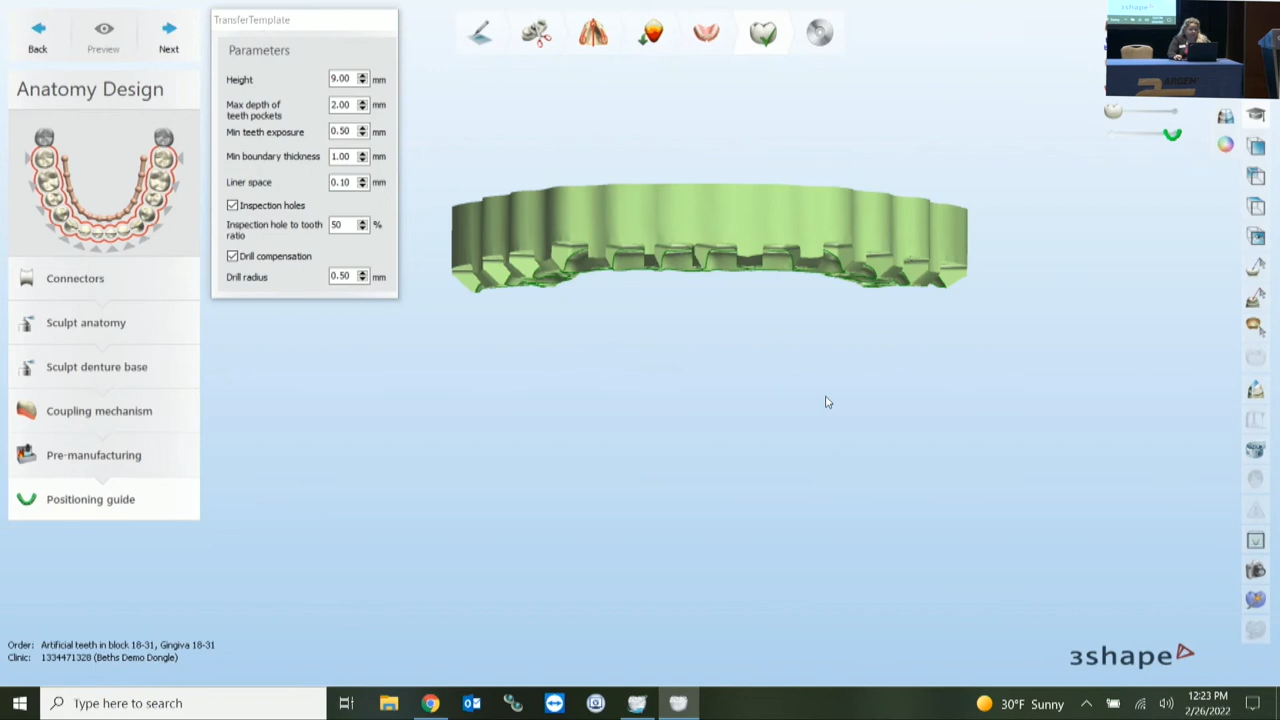 Back
Preview
Next
Anatomy Design
Connectors
Sculpt anatomy
Sculpt denture base
Coupling mechanism
Pre-manufacturing
Positioning guide
TransferTemplate
Parameters
Height 9.00 mm
Max depth of teeth pockets 2.00 mm
Min teeth exposure 0.50 mm
Min boundary thickness 1.00 mm
Liner space 0.10 mm
Inspection holes
Inspection hole to tooth ratio 50 %
Drill compensation
Drill radius 0.50 mm
3shape
ARGEN
Order: Artificial teeth in block 18-31, Gingiva 18-31
Clinic: 1334471328 (Beths Demo Dongle)
3shape
Type here to search
30°F Sunny
12:23 PM
2/26/2022